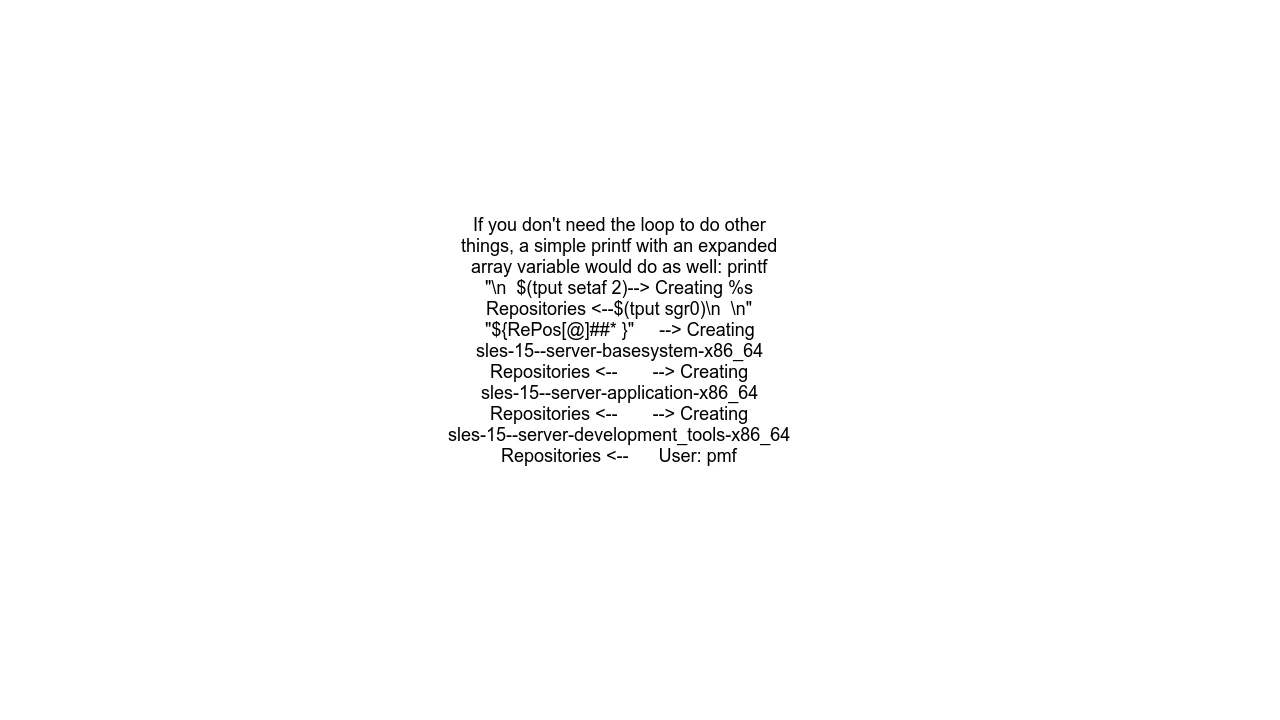 If you don't need the loop to do other
things, a simple printf with an expanded
array variable would do as well: printf
"\n  $(tput setaf 2)--> Creating %s
Repositories <--$(tput sgr0)\n  \n"
"${RePos[@]##* }"     --> Creating
sles-15--server-basesystem-x86_64
Repositories <--       --> Creating
sles-15--server-application-x86_64
Repositories <--       --> Creating
sles-15--server-development_tools-x86_64
Repositories <--      User: pmf